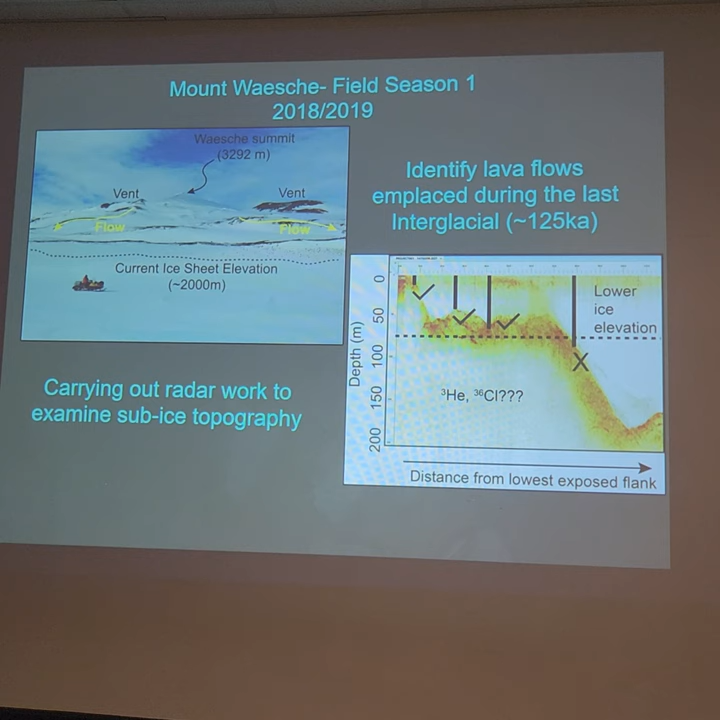 Mount Waesche- Field Season 1
2018/2019
Waesche summit
(3292 m)
Vent
Vent
Flow
Flow
Current Ice Sheet Elevation
(~2000m)
Identify lava flows
emplaced during the last
Interglacial (~125ka)
Carrying out radar work to
examine sub-ice topography
Depth (m)
0
50
100
150
200
Lower
ice
elevation
³He, ³⁶Cl???
Distance from lowest exposed flank